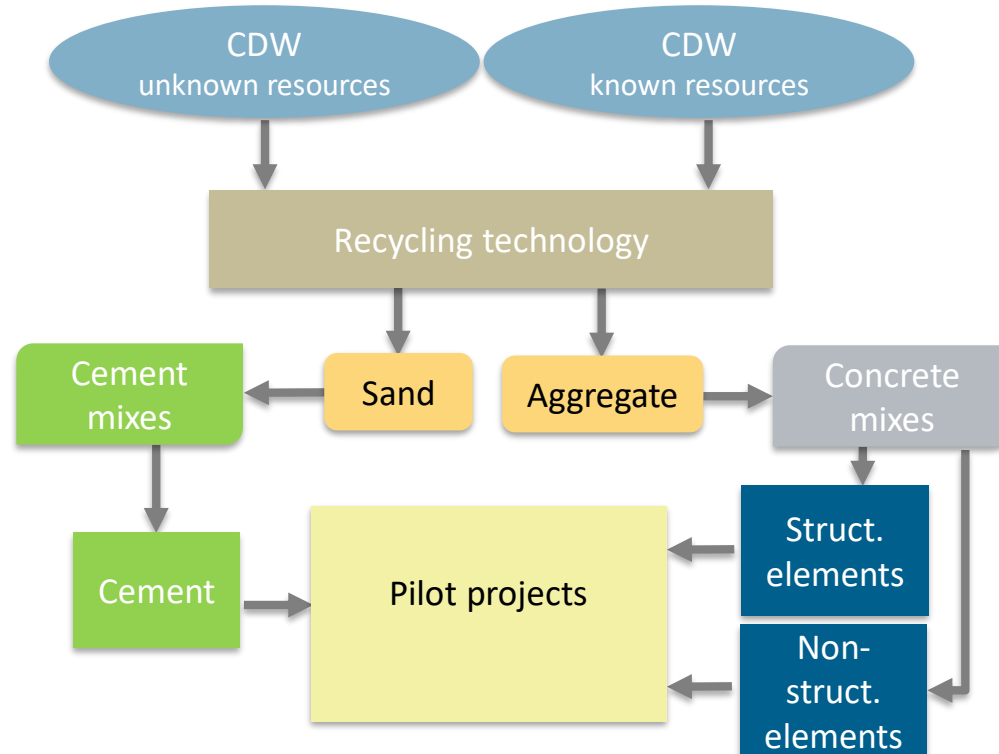 CDW
unknown resources
CDW
known resources
Recycling technology
Cement
mixes
Sand
Aggregate
Concrete
mixes
Cement
Pilot projects
Struct.
elements
Non-
struct.
elements